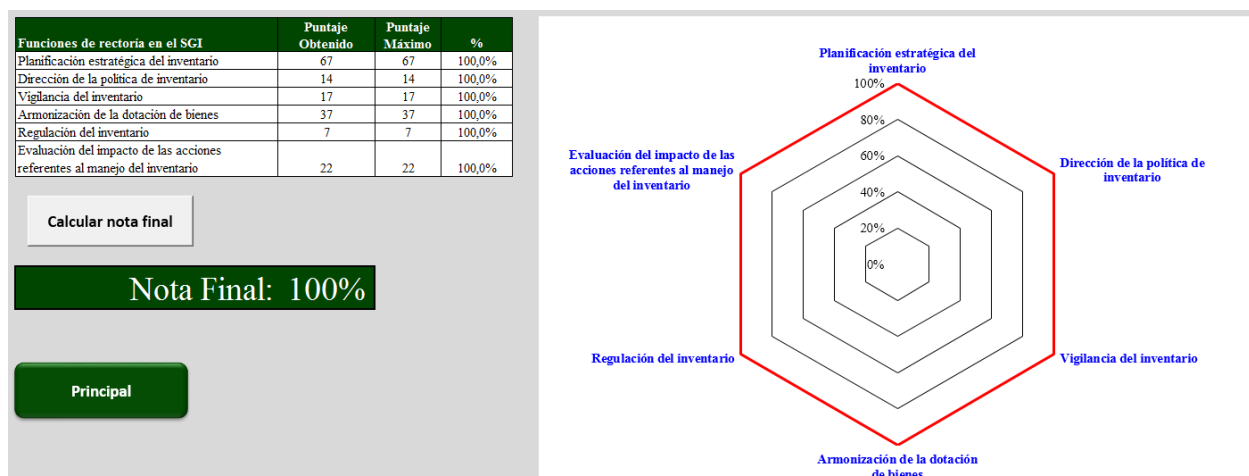 Funciones de rectoría en el SGI Puntaje Obtenido Puntaje Máximo %
Planificación estratégica del inventario 67 67 100,0%
Dirección de la política de inventario 14 14 100,0%
Vigilancia del inventario 17 17 100,0%
Armonización de la dotación de bienes 37 37 100,0%
Regulación del inventario 7 7 100,0%
Evaluación del impacto de las acciones
referentes al manejo del inventario 22 22 100,0%
Calcular nota final
Nota Final: 100%
Principal
Planificación estratégica del
inventario
100%
80%
60%
40%
20%
0%
Dirección de la política de
inventario
Vigilancia del inventario
Armonización de la dotación
de bienes
Regulación del inventario
Evaluación del impacto de las
acciones referentes al manejo
del inventario